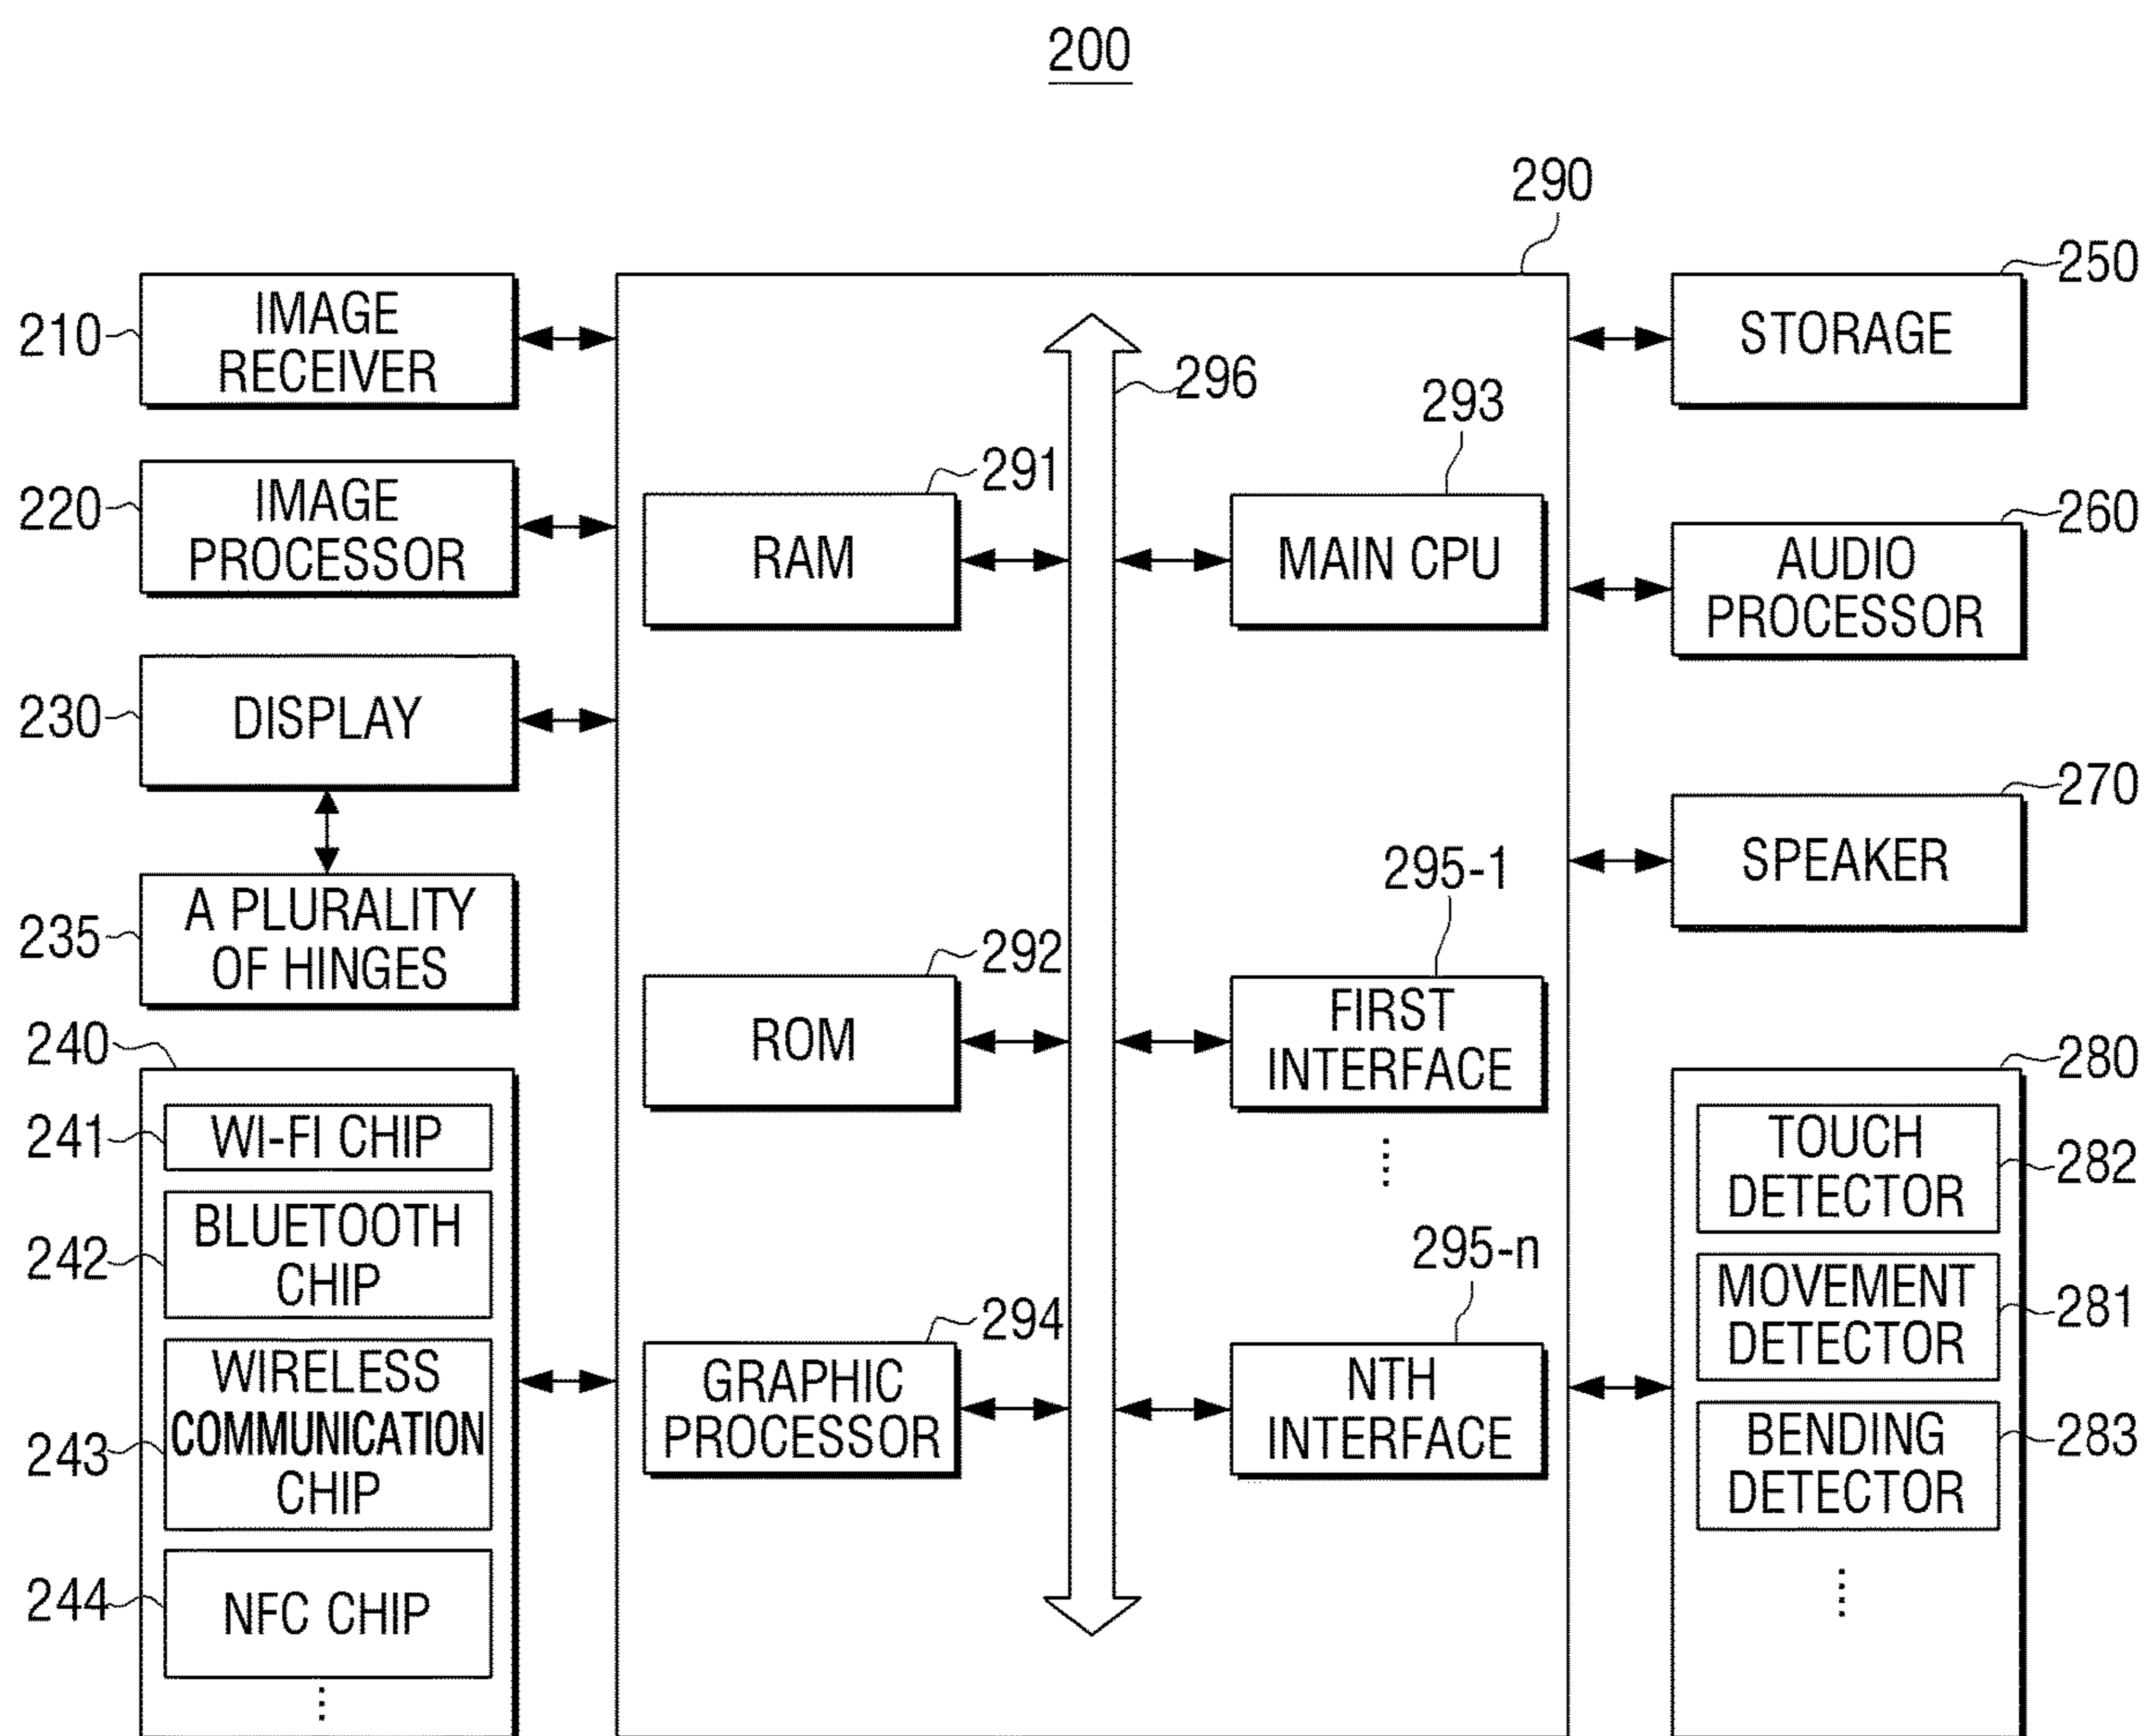 200
290
210
IMAGE
RECEIVER
220
IMAGE
PROCESSOR
230
DISPLAY
235
A PLURALITY
OF HINGES
240
241
WI-FI CHIP
242
BLUETOOTH
CHIP
243
WIRELESS
COMMUNICATION
CHIP
244
NFC CHIP
296
291
RAM
293
MAIN CPU
292
ROM
295-1
FIRST
INTERFACE
294
GRAPHIC
PROCESSOR
295-n
NTH
INTERFACE
250
STORAGE
260
AUDIO
PROCESSOR
270
SPEAKER
280
TOUCH
DETECTOR
282
MOVEMENT
DETECTOR
281
BENDING
DETECTOR
283